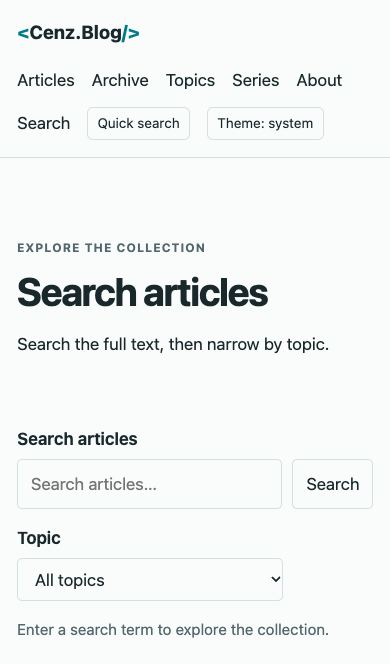 <Cenz.Blog/>
Articles Archive Topics Series About
Search Quick search Theme: system
EXPLORE THE COLLECTION
Search articles
Search the full text, then narrow by topic.
Search articles
Search articles... Search
Topic
All topics
Enter a search term to explore the collection.